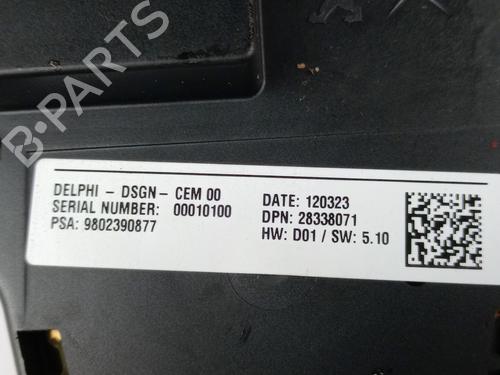 B-PARTS
DELPHI - DSGN - CEM 00
SERIAL NUMBER: 00010100
PSA: 9802390877
DATE: 120323
DPN: 28338071
HW: D01 / SW: 5.10